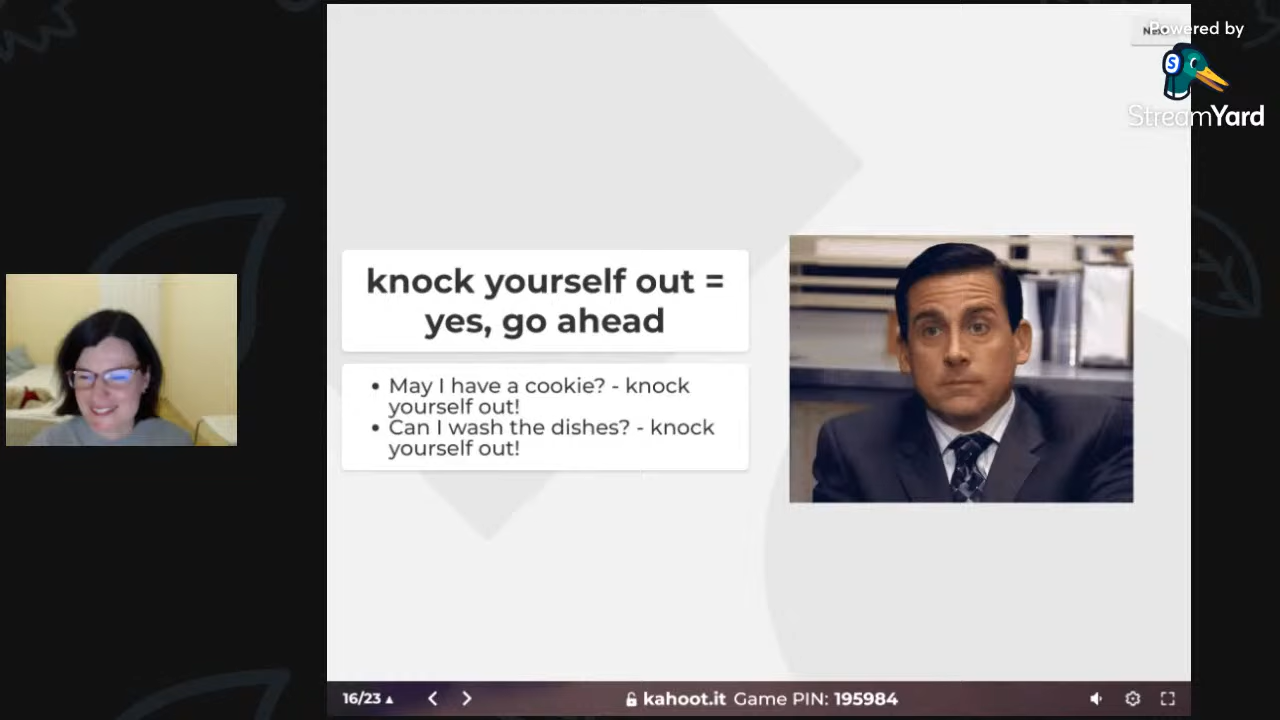 Powered by
StreamYard
knock yourself out =
yes, go ahead
• May I have a cookie? - knock
yourself out!
• Can I wash the dishes? - knock
yourself out!
16/23
kahoot.it Game PIN: 195984